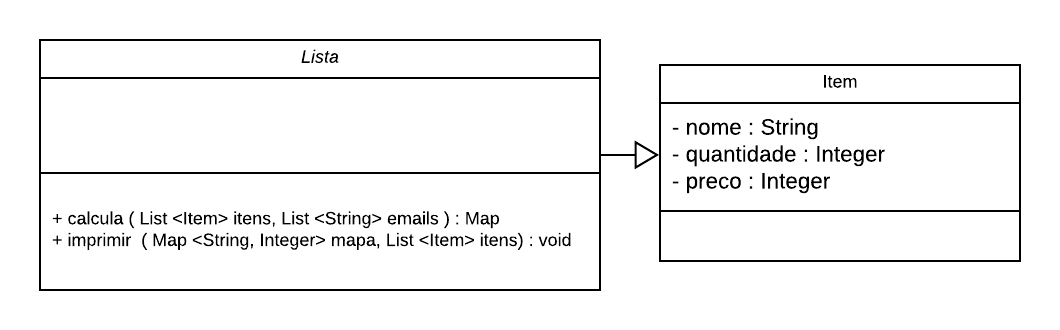 Lista
+ calcula ( List <Item> itens, List <String> emails ) : Map
+ imprimir ( Map <String, Integer> mapa, List <Item> itens) : void
Item
- nome : String
- quantidade : Integer
- preco : Integer